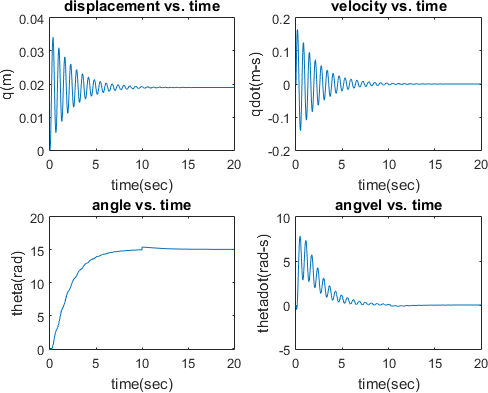 displacement vs. time
0.04
0.03
0.02
0.01
0
q(m)
0 5 10 15 20
time(sec)
velocity vs. time
0.2
0.1
0
-0.1
-0.2
qdot(m-s)
0 5 10 15 20
time(sec)
angle vs. time
20
15
10
5
0
theta(rad)
0 5 10 15 20
time(sec)
angvel vs. time
10
5
0
-5
thetadot(rad-s)
0 5 10 15 20
time(sec)